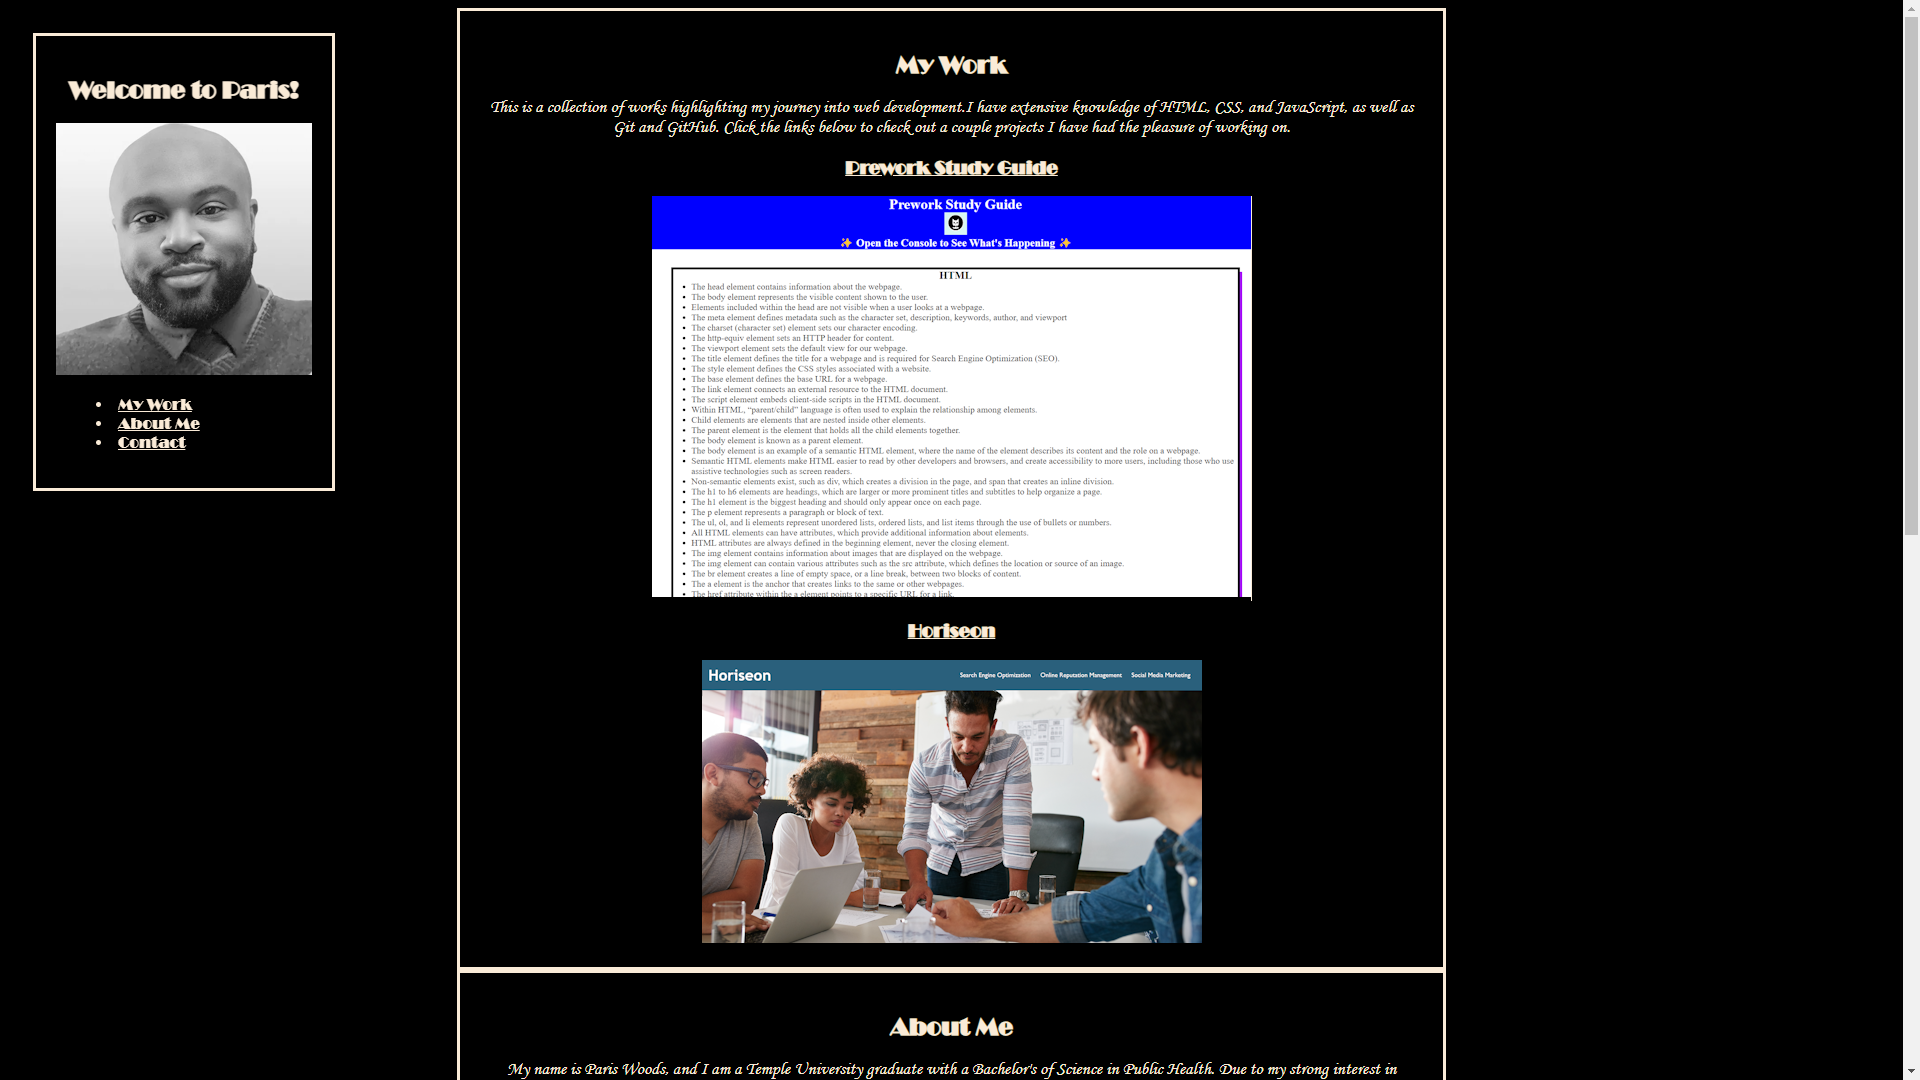 Welcome to Paris!
My Work
About Me
Contact
My Work
This is a collection of works highlighting my journey into web development.I have extensive knowledge of HTML, CSS, and JavaScript, as well as
Git and GitHub. Click the links below to check out a couple projects I have had the pleasure of working on.
Prework Study Guide
Prework Study Guide
✨ Open the Console to See What's Happening ✨
HTML
• The head element contains information about the webpage.
• The body element represents the visible content shown to the user.
• Elements included within the head are not visible when a user looks at a webpage.
• The meta element defines metadata such as the character set, description, keywords, author, and viewport
• The charset (character set) element sets our character encoding.
• The http-equiv element sets an HTTP header for content.
• The viewport element sets the default view for our webpage.
• The title element defines the title for a webpage and is required for Search Engine Optimization (SEO).
• The style element defines the CSS styles associated with a website.
• The base element defines the base URL for a webpage.
• The link element connects an external resource to the HTML document.
• The script element embeds client-side scripts in the HTML document.
• Within HTML, “parent/child” language is often used to explain the relationship among elements.
• Child elements are elements that are nested inside other elements.
• The parent element is the element that holds all the child elements together.
• The body element is known as a parent element.
• The body element is an example of a semantic HTML element, where the name of the element describes its content and the role on a webpage.
• Semantic HTML elements make HTML easier to read by other developers and browsers, and create accessibility to more users, including those who use
assistive technologies such as screen readers.
• Non-semantic elements exist, such as div, which creates a division in the page, and span that creates an inline division.
• The h1 to h6 elements are headings, which are larger or more prominent titles and subtitles to help organize a page.
• The h1 element is the biggest heading and should only appear once on each page.
• The p element represents a paragraph or block of text.
• The ul, ol, and li elements represent unordered lists, ordered lists, and list items through the use of bullets or numbers.
• All HTML elements can have attributes, which provide additional information about elements.
• HTML attributes are always defined in the beginning element, never the closing element.
• The img element contains information about images that are displayed on the webpage.
• The img element can contain various attributes such as the src attribute, which defines the location or source of an image.
• The br element creates a line of empty space, or a line break, between two blocks of content.
• The a element is the anchor that creates links to the same or other webpages.
• The href attribute within the a element points to a specific URL for a link.
Horiseon
Horiseon
Search Engine Optimization
Online Reputation Management
Social Media Marketing
About Me
My name is Paris Woods, and I am a Temple University graduate with a Bachelor's of Science in Public Health. Due to my strong interest in